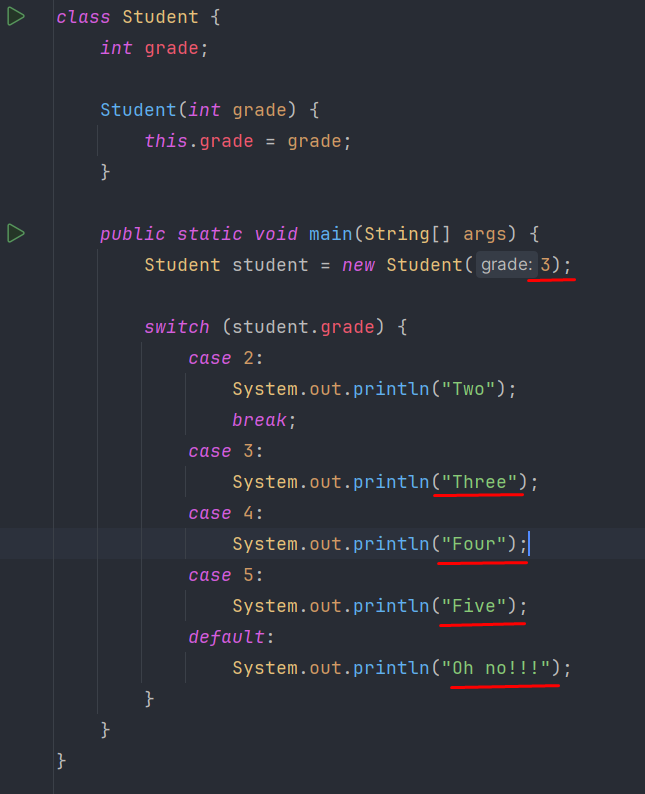 class Student {
int grade;
Student(int grade) {
this.grade = grade;
}
public static void main(String[] args) {
Student student = new Student( grade: 3);
switch (student.grade) {
case 2:
System.out.println("Two");
break;
case 3:
System.out.println("Three");
case 4:
System.out.println("Four");
case 5:
System.out.println("Five");
default:
System.out.println("Oh no!!!");
}
}
}